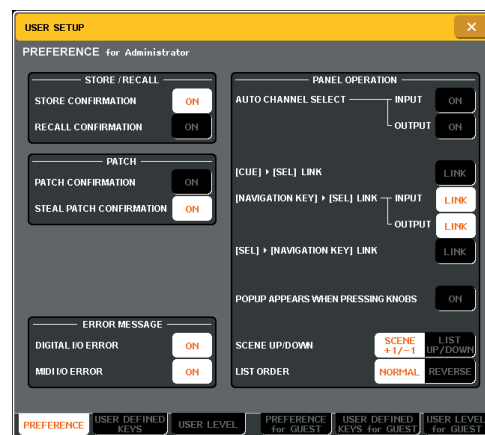 USER SETUP
PREFERENCE for Administrator
STORE/RECALL
STORE CONFIRMATION ON
RECALL CONFIRMATION ON
PATCH
PATCH CONFIRMATION ON
STEAL PATCH CONFIRMATION ON
ERROR MESSAGE
DIGITAL I/O ERROR ON
MIDI I/O ERROR ON
PANEL OPERATION
AUTO CHANNEL SELECT INPUT ON
OUTPUT ON
[CUE] ▸ [SEL] LINK LINK
[NAVIGATION KEY] ▸ [SEL] LINK INPUT LINK
OUTPUT LINK
[SEL] ▸ [NAVIGATION KEY] LINK LINK
POPUP APPEARS WHEN PRESSING KNOBS ON
SCENE UP/DOWN SCENE +1/-1 LIST UP/DOWN
LIST ORDER NORMAL REVERSE
PREFERENCE
USER DEFINED KEYS
USER LEVEL
PREFERENCE for GUEST
USER DEFINED KEYS for GUEST
USER LEVEL for GUEST